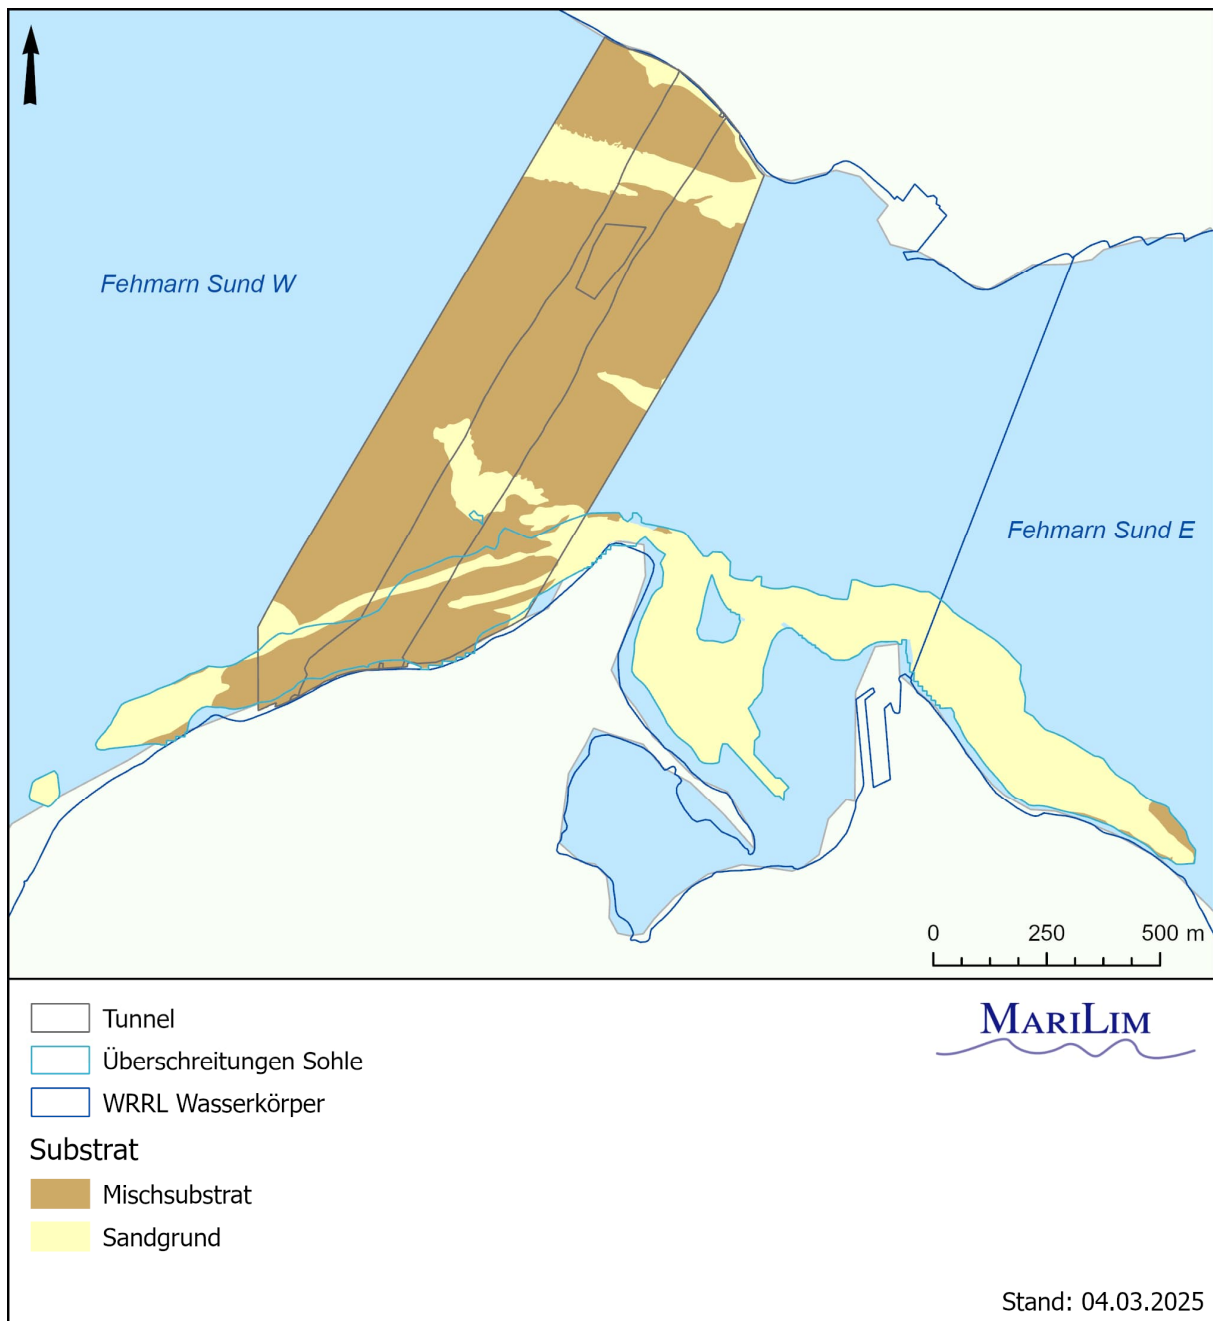 Fehmarn Sund W
Fehmarn Sund E
0 250 500 m
Tunnel
Überschreitungen Sohle
WRRL Wasserkörper
Substrat
Mischsubstrat
Sandgrund
MARILIM
Stand: 04.03.2025